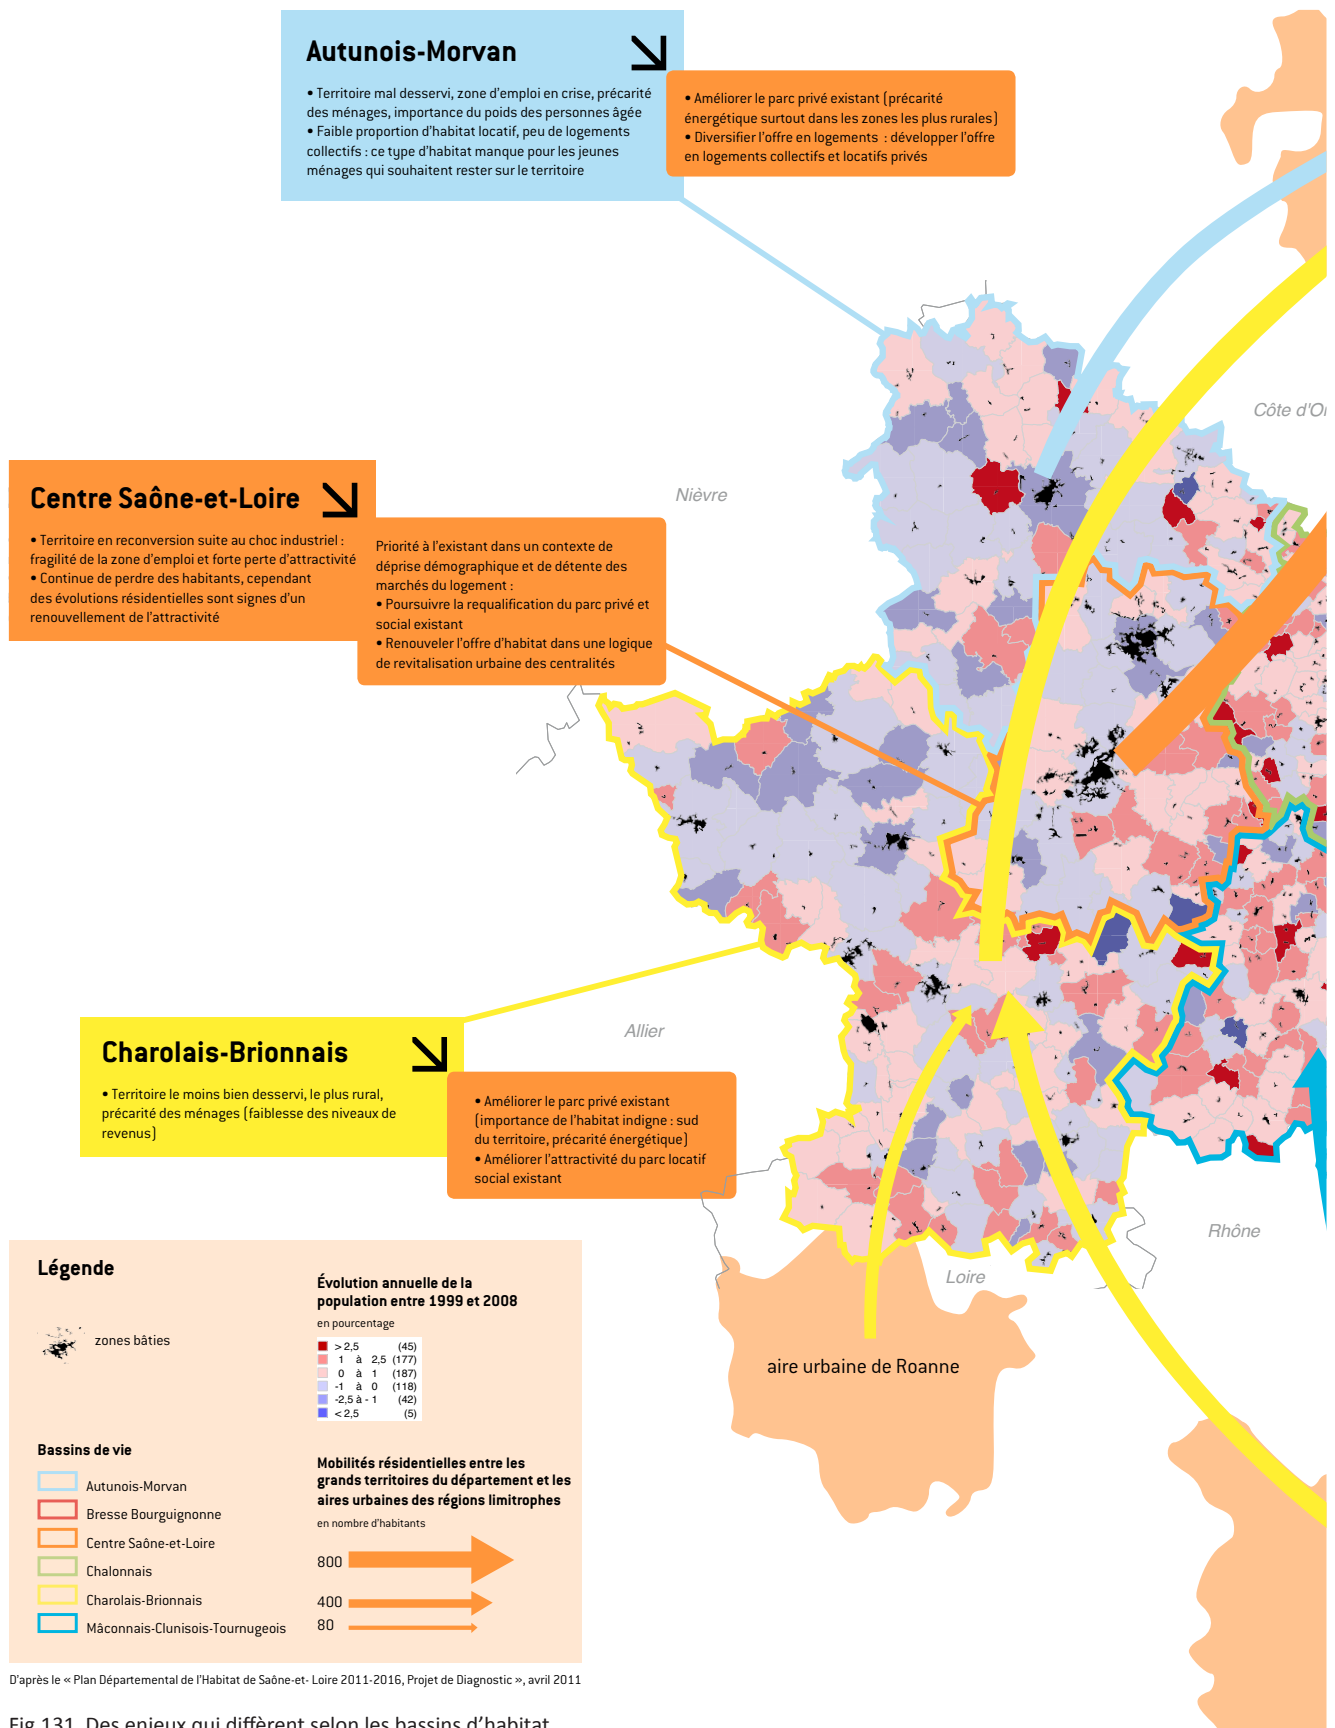 Autunois-Morvan
• Territoire mal desservi, zone d'emploi en crise, précarité
des ménages, importance du poids des personnes âgée
• Faible proportion d'habitat locatif, peu de logements
collectifs : ce type d'habitat manque pour les jeunes
ménages qui souhaitent rester sur le territoire
• Améliorer le parc privé existant (précarité
énergétique surtout dans les zones les plus rurales)
• Diversifier l'offre en logements : développer l'offre
en logements collectifs et locatifs privés
Côte d'Or
Nièvre
Centre Saône-et-Loire
• Territoire en reconversion suite au choc industriel :
fragilité de la zone d'emploi et forte perte d'attractivité
• Continue de perdre des habitants, cependant
des évolutions résidentielles sont signes d'un
renouvellement de l'attractivité
Priorité à l'existant dans un contexte de
déprise démographique et de détente des
marchés du logement :
• Poursuivre la requalification du parc privé et
social existant
• Renouveler l'offre d'habitat dans une logique
de revitalisation urbaine des centralités
Allier
Charolais-Brionnais
• Territoire le moins bien desservi, le plus rural,
précarité des ménages (faiblesse des niveaux de
revenus)
• Améliorer le parc privé existant
(importance de l'habitat indigne : sud
du territoire, précarité énergétique)
• Améliorer l'attractivité du parc locatif
social existant
Rhône
Loire
aire urbaine de Roanne
Légende
zones bâties
Évolution annuelle de la
population entre 1999 et 2008
en pourcentage
> 2,5 (45)
1 à 2,5 (177)
0 à 1 (187)
-1 à 0 (118)
-2,5 à - 1 (42)
< 2,5 (5)
Bassins de vie
Autunois-Morvan
Bresse Bourguignonne
Centre Saône-et-Loire
Chalonnais
Charolais-Brionnais
Mâconnais-Clunisois-Tournugeois
Mobilités résidentielles entre les
grands territoires du département et les
aires urbaines des régions limitrophes
en nombre d'habitants
800
400
80
D'après le « Plan Départemental de l'Habitat de Saône-et- Loire 2011-2016, Projet de Diagnostic », avril 2011
Fig.131. Des enjeux qui diffèrent selon les bassins d'habitat